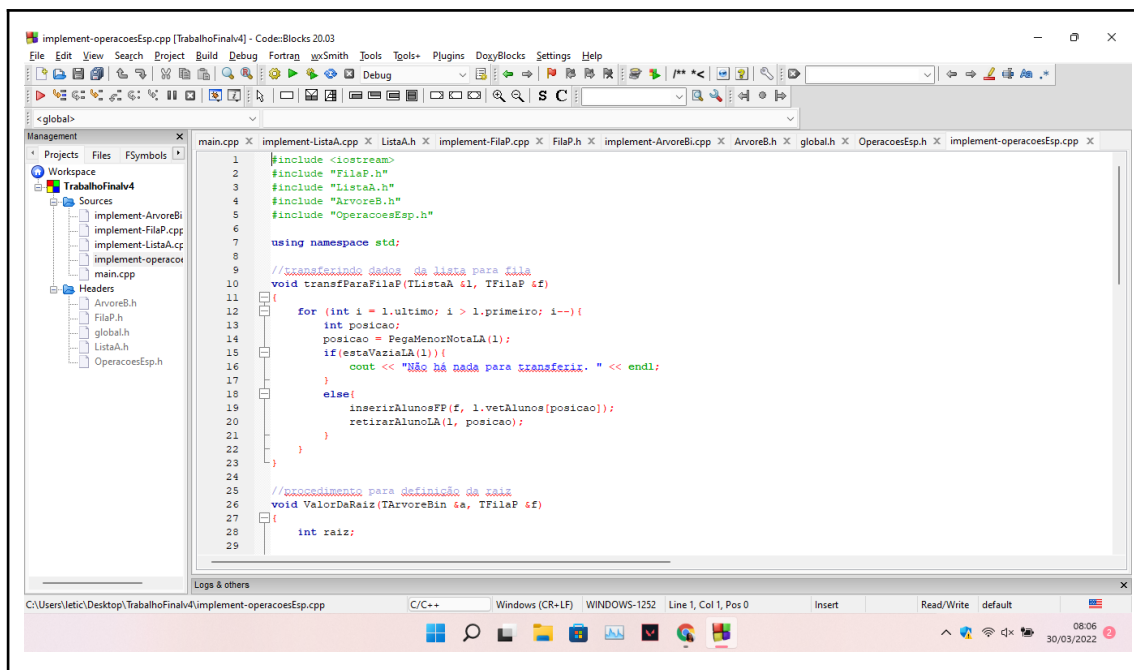 implement-operacoesEsp.cpp [TrabalhoFinalv4] - Code::Blocks 20.03
File Edit View Search Project Build Debug Fortran wxSmith Tools Tools+ Plugins DoxyBlocks Settings Help
Debug /** *<
S C
<global>
Management
main.cpp X implement-ListaA.cpp X ListaA.h X implement-FilaP.cpp X FilaP.h X implement-ArvoreBi.cpp X ArvoreB.h X global.h X OperacoesEsp.h X implement-operacoesEsp.cpp X
Projects Files FSymbols
Workspace
TrabalhoFinalv4
Sources
implement-ArvoreBi
implement-FilaP.cpp
implement-ListaA.cp
implement-operacoe
main.cpp
Headers
ArvoreB.h
FilaP.h
global.h
ListaA.h
OperacoesEsp.h
1 #include <iostream>
2 #include "FilaP.h"
3 #include "ListaA.h"
4 #include "ArvoreB.h"
5 #include "OperacoesEsp.h"
6
7 using namespace std;
8
9 //transferindo dados  da lista para fila
10 void transfParaFilaP(TListaA &l, TFilaP &f)
11 {
12     for (int i = l.ultimo; i > l.primeiro; i--){
13         int posicao;
14         posicao = PegaMenorNotaLA(l);
15         if(estaVaziaLA(l)){
16             cout << "Não há nada para transferir. " << endl;
17         }
18         else{
19             inserirAlunosFP(f, l.vetAlunos[posicao]);
20             retirarAlunoLA(l, posicao);
21         }
22     }
23 }
24
25 //procedimento para definição da raiz
26 void ValorDaRaiz(TArvoreBin &a, TFilaP &f)
27 {
28     int raiz;
29
Logs & others
C:\Users\letic\Desktop\TrabalhoFinalv4\implement-operacoesEsp.cpp C/C++ Windows (CR+LF) WINDOWS-1252 Line 1, Col 1, Pos 0 Insert Read/Write default
08:06
30/03/2022 2